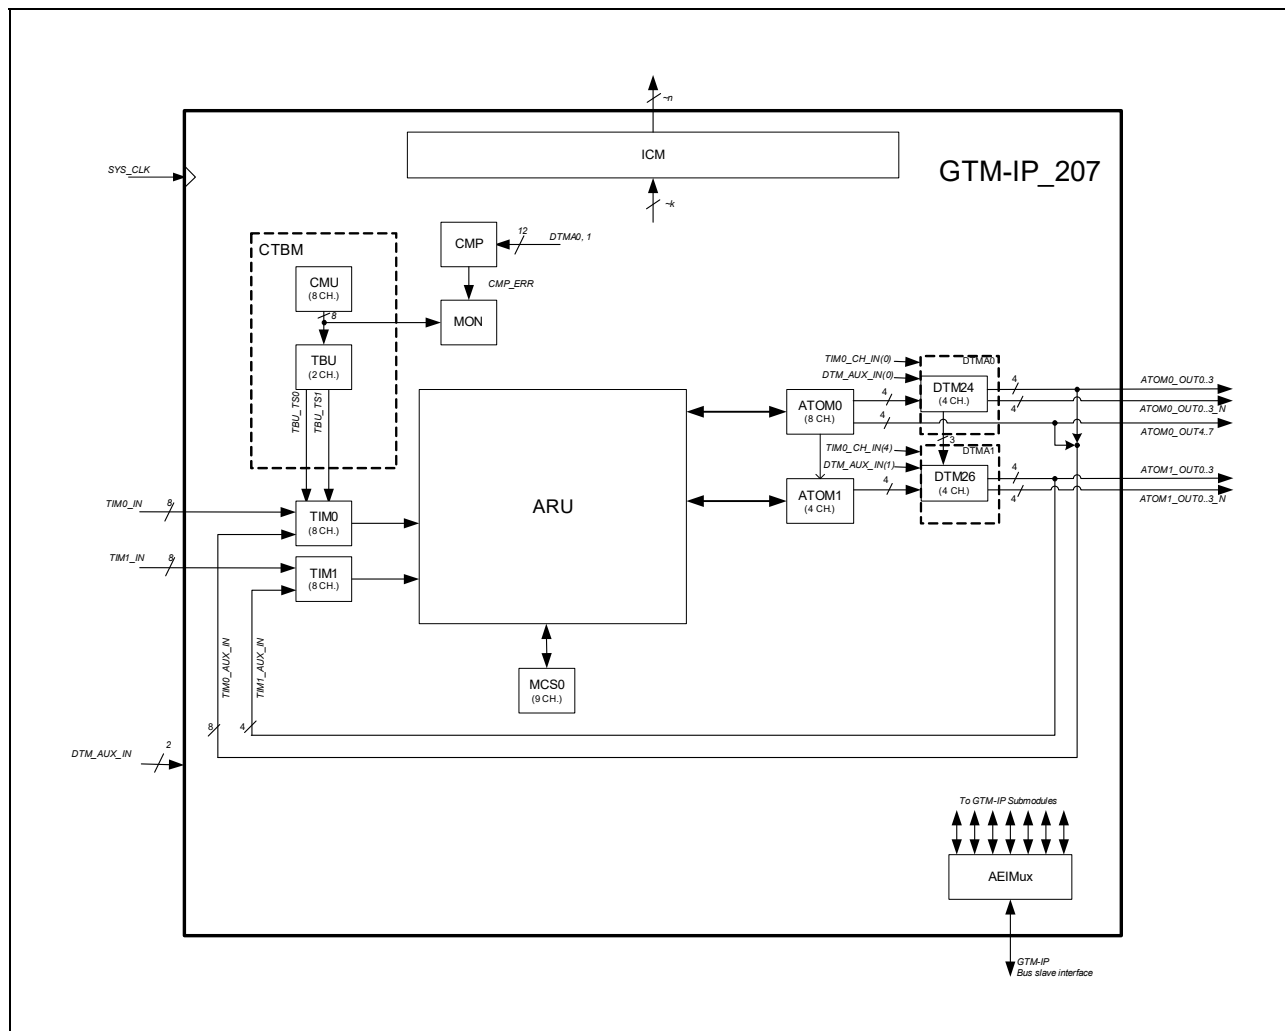 ~n
ICM
GTM-IP_207
SYS_CLK
~k
CTBM
CMP
12
DTMA0, 1
CMU
(8 CH.)
CMP_ERR
8
MON
TBU
(2 CH.)
TBU_TS0
TBU_TS1
TIM0_CH_IN(0)
DTMA0
DTM_AUX_IN(0)
ATOM0
(8 CH.)
4
4
DTM24
(4 CH.)
4
4
ATOM0_OUT0..3
ATOM0_OUT0..3_N
ATOM0_OUT4..7
3
TIM0_CH_IN(4)
DTMA1
DTM_AUX_IN(1)
ATOM1
(4 CH.)
4
DTM26
(4 CH.)
4
4
ATOM1_OUT0..3
ATOM1_OUT0..3_N
ARU
TIM0_IN
8
TIM0
(8 CH.)
TIM1_IN
8
TIM1
(8 CH.)
TIM0_AUX_IN
TIM1_AUX_IN
MCS0
(9 CH.)
8
4
DTM_AUX_IN
2
To GTM-IP Submodules
AEIMux
GTM-IP
Bus slave interface